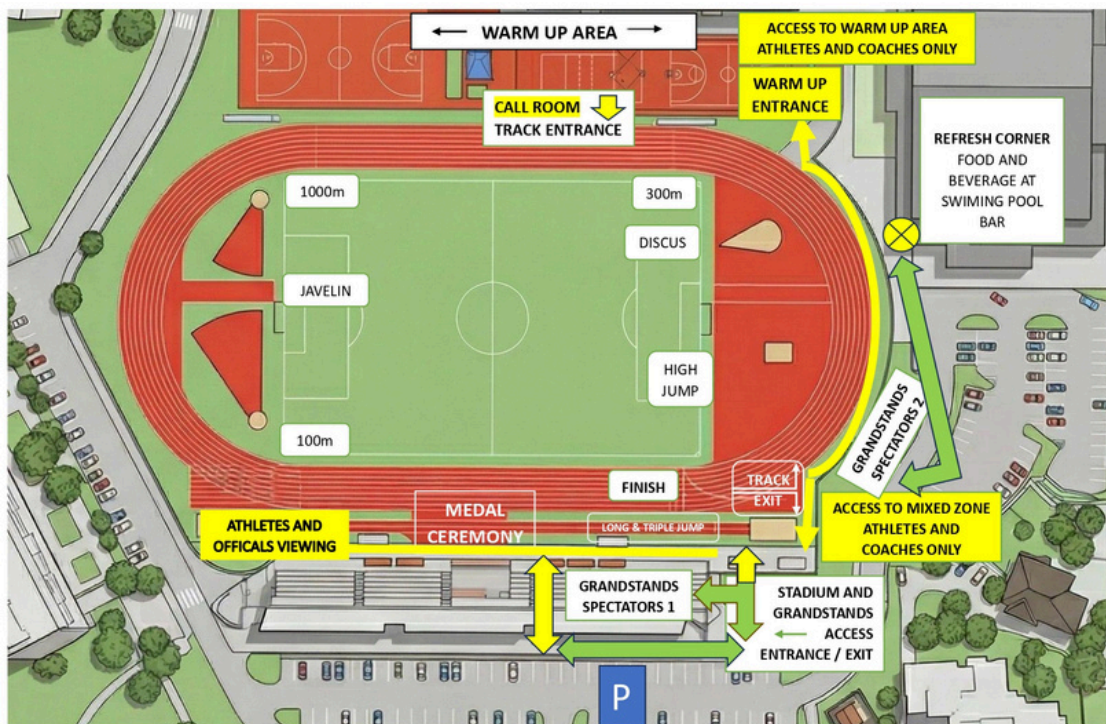 WARM UP AREA
ACCESS TO WARM UP AREA
ATHLETES AND COACHES ONLY
WARM UP
ENTRANCE
CALL ROOM
TRACK ENTRANCE
REFRESH CORNER
FOOD AND
BEVERAGE AT
SWIMING POOL
BAR
1000m
300m
DISCUS
JAVELIN
HIGH
JUMP
GRANDSTANDS
SPECTATORS 2
100m
FINISH
TRACK
EXIT
MEDAL
CEREMONY
LONG & TRIPLE JUMP
ATHLETES AND
OFFICALS VIEWING
ACCESS TO MIXED ZONE
ATHLETES AND
COACHES ONLY
GRANDSTANDS
SPECTATORS 1
STADIUM AND
GRANDSTANDS
ACCESS
ENTRANCE / EXIT
P